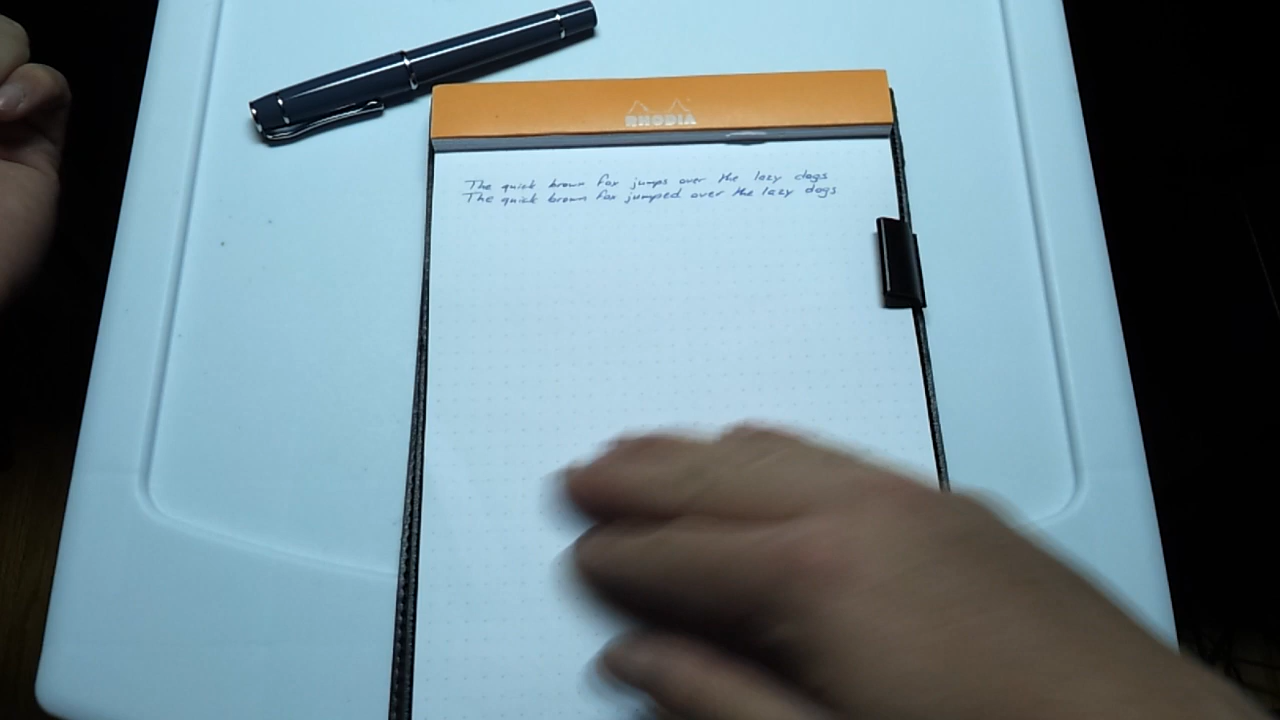 RHODIA
The quick brown fox jumps over the lazy dogs
The quick brown fox jumped over the lazy dogs